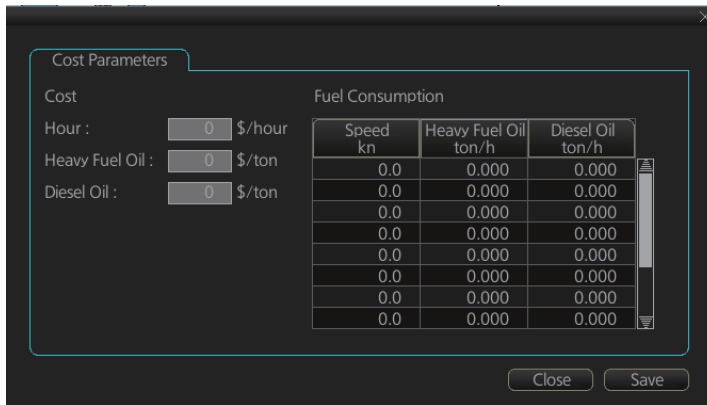 Cost Parameters
Cost
Fuel Consumption
Hour : 0 $/hour
Heavy Fuel Oil : 0 $/ton
Diesel Oil : 0 $/ton
Speed kn Heavy Fuel Oil ton/h Diesel Oil ton/h
0.0 0.000 0.000
0.0 0.000 0.000
0.0 0.000 0.000
0.0 0.000 0.000
0.0 0.000 0.000
0.0 0.000 0.000
0.0 0.000 0.000
0.0 0.000 0.000
Close Save